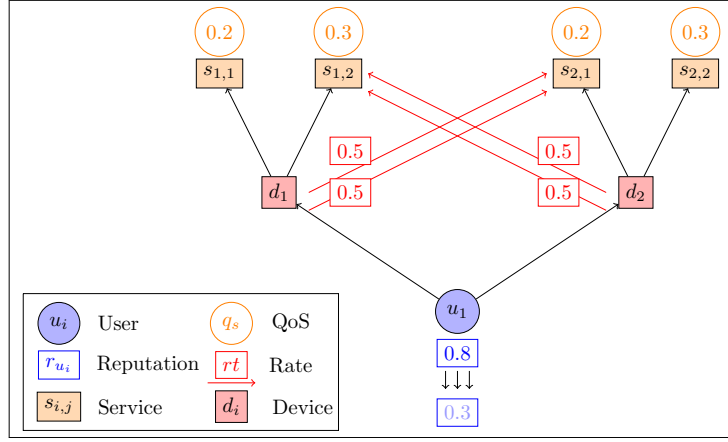 0.2 0.3 0.2 0.3
s1,1 s1,2 s2,1 s2,2
0.5 0.5
d1 0.5 0.5 d2
u1
0.8
0.3
ui User qs QoS
rui Reputation rt Rate
si,j Service di Device